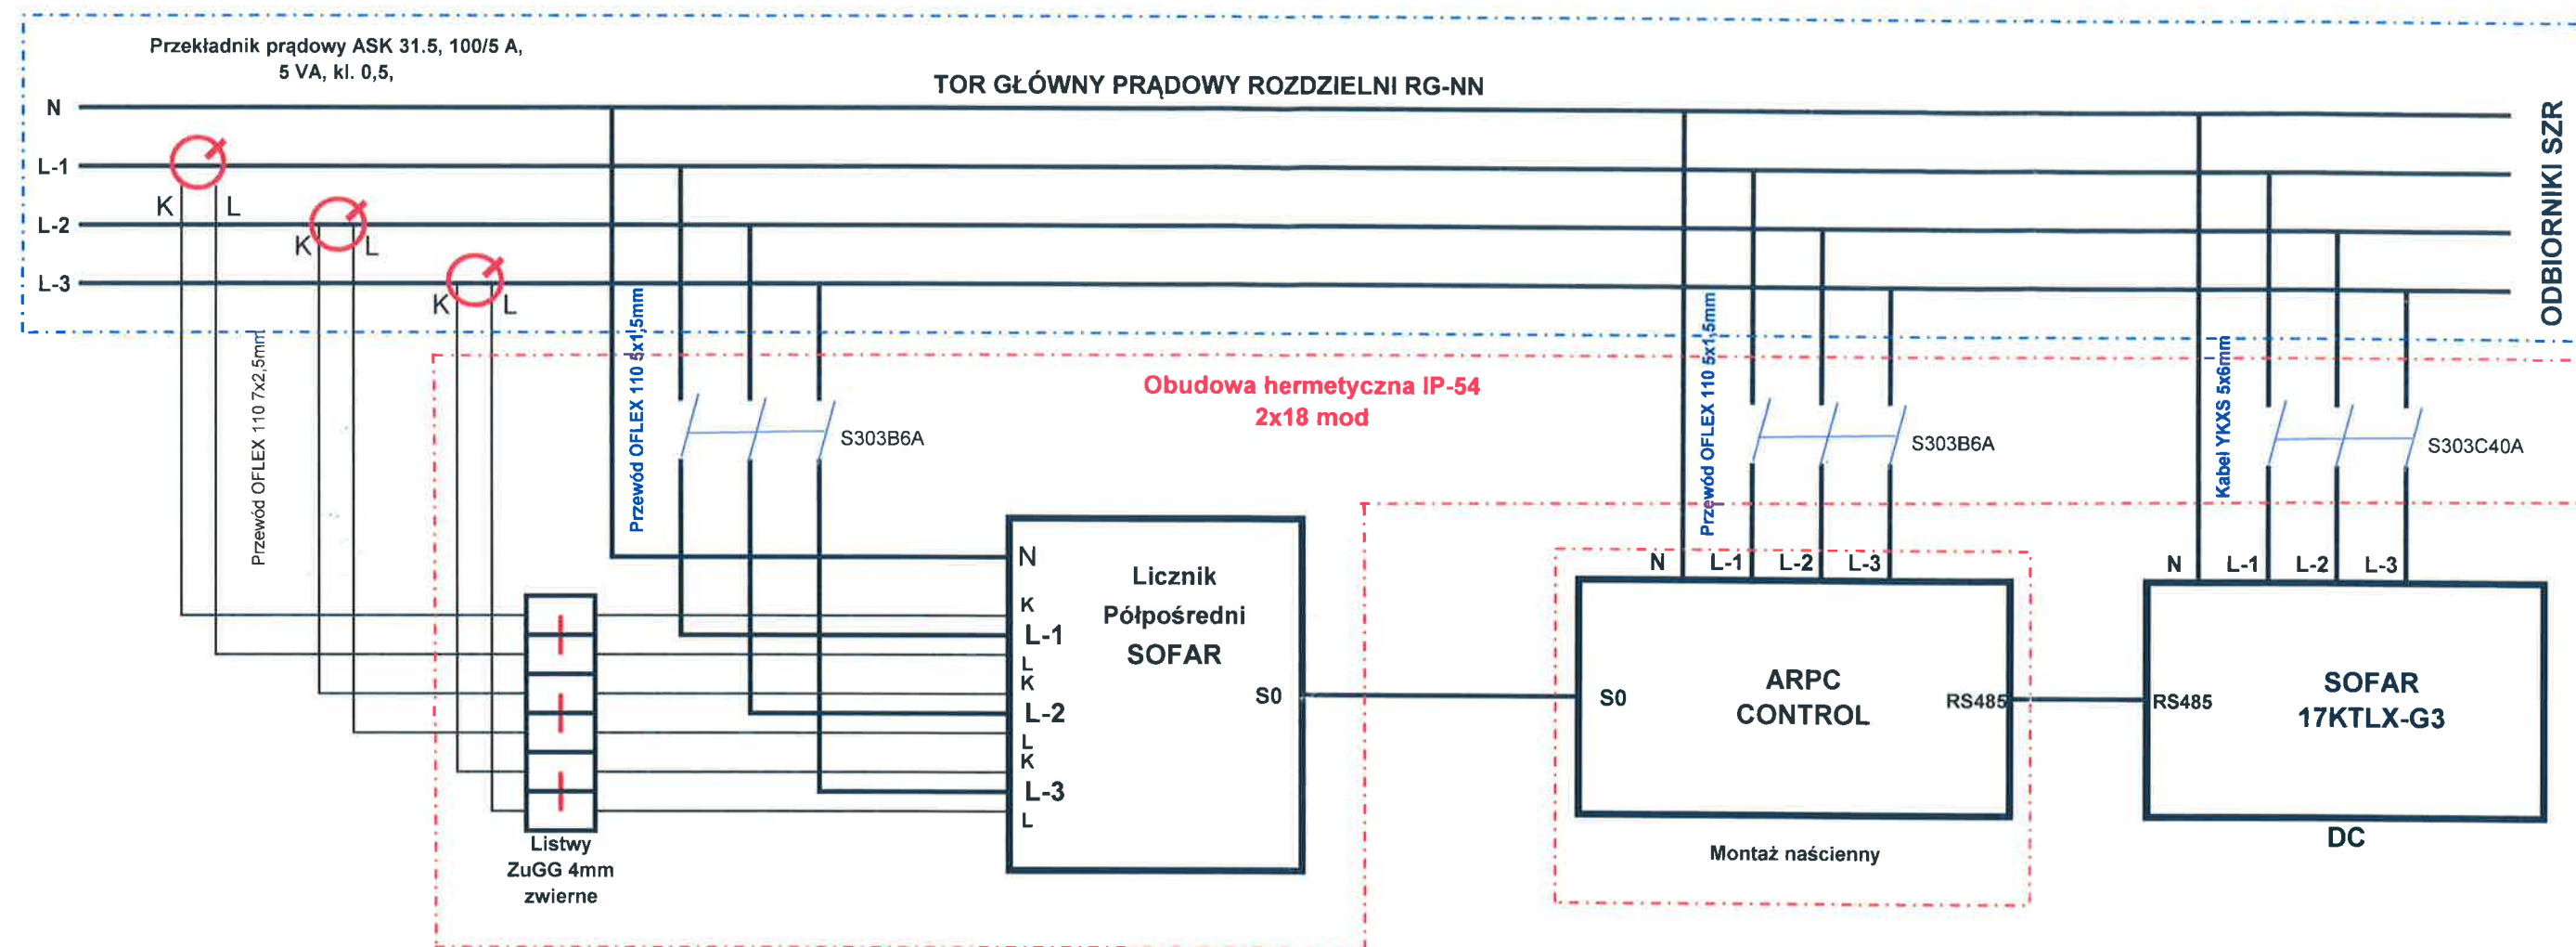 Przekładnik prądowy ASK 31.5, 100/5 A,
5 VA, kl. 0,5,
TOR GŁÓWNY PRĄDOWY ROZDZIELNI RG-NN
N
L-1
L-2
L-3
K
L
K
L
K
L
ODBIORNIKI SZR
Przewód OFLEX 110 7x2,5mm
Przewód OFLEX 110 5x1,5mm
S303B6A
Obudowa hermetyczna IP-54
2x18 mod
Przewód OFLEX 110 5x1,5mm
S303B6A
Kabel YKXS 5x6mm
S303C40A
Listwy
ZuGG 4mm
zwierne
N
K
L-1
L
K
L-2
L
K
L-3
L
Licznik
Półpośredni
SOFAR
S0
N
L-1
L-2
L-3
S0
ARPC
CONTROL
RS485
Montaż naścienny
N
L-1
L-2
L-3
RS485
SOFAR
17KTLX-G3
DC